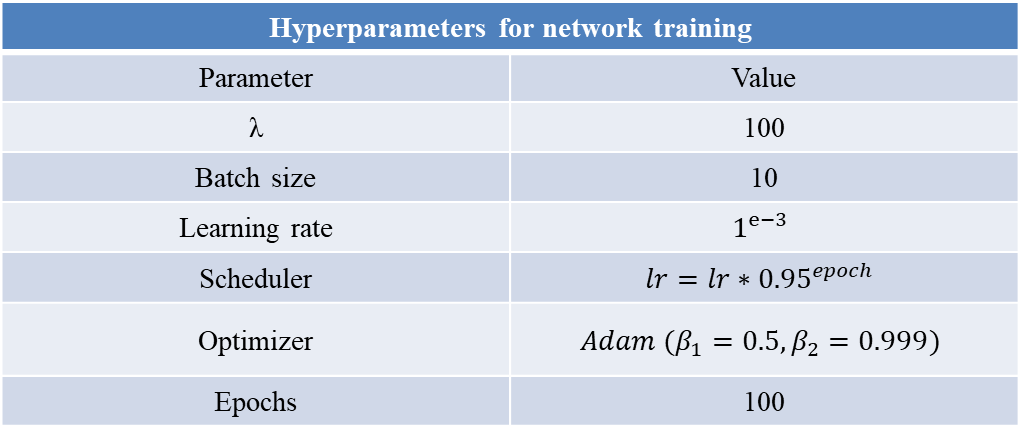 Hyperparameters for network training
Parameter Value
λ 100
Batch size 10
Learning rate 1ᵉ⁻³
Scheduler lr = lr * 0.95ᵉᵖᵒᶜʰ
Optimizer Adam (β₁ = 0.5, β₂ = 0.999)
Epochs 100